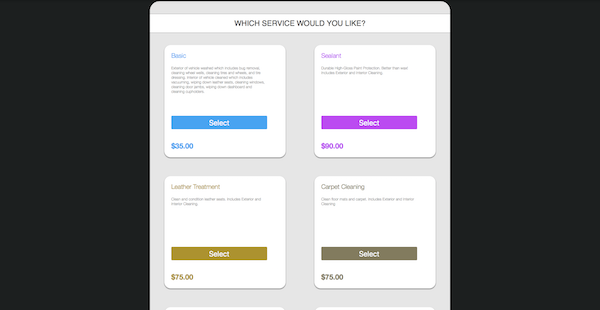 WHICH SERVICE WOULD YOU LIKE?
Basic
Exterior of vehicle washed which includes bug removal,
cleaning wheel wells, cleaning tires and wheels, and tire
dressing. Interior of vehicle cleaned which includes
vacuuming, wiping down leather seats, cleaning windows,
cleaning door jambs, wiping down dashboard and
cleaning cupholders.
Select
$35.00
Sealant
Durable High-Gloss Paint Protection. Better than wax!
Includes Exterior and Interior Cleaning.
Select
$90.00
Leather Treatment
Clean and condition leather seats. Includes Exterior and
Interior Cleaning.
Select
$75.00
Carpet Cleaning
Clean floor mats and carpet. Includes Exterior and Interior
Cleaning.
Select
$75.00